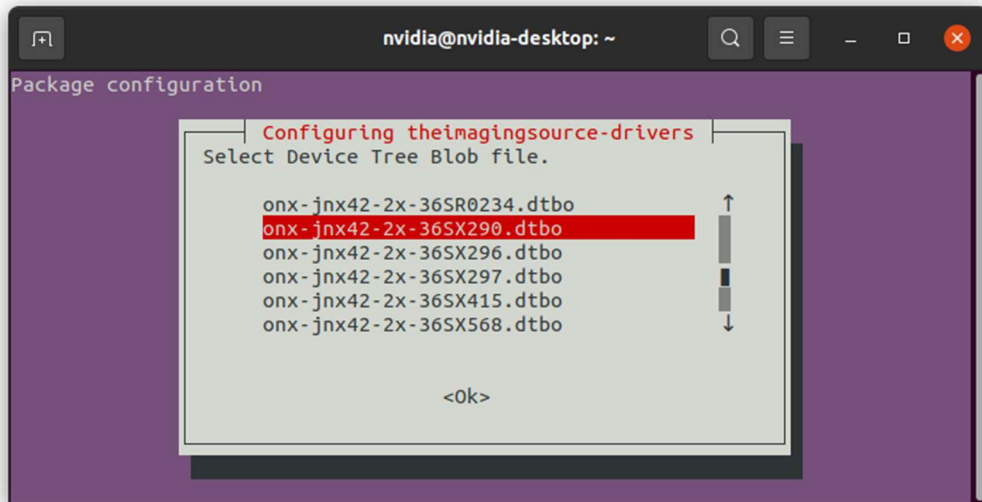 nvidia@nvidia-desktop: ~
Package configuration
Configuring theimagingsource-drivers
Select Device Tree Blob file.
onx-jnx42-2x-36SR0234.dtbo
onx-jnx42-2x-36SX290.dtbo
onx-jnx42-2x-36SX296.dtbo
onx-jnx42-2x-36SX297.dtbo
onx-jnx42-2x-36SX415.dtbo
onx-jnx42-2x-36SX568.dtbo
<Ok>